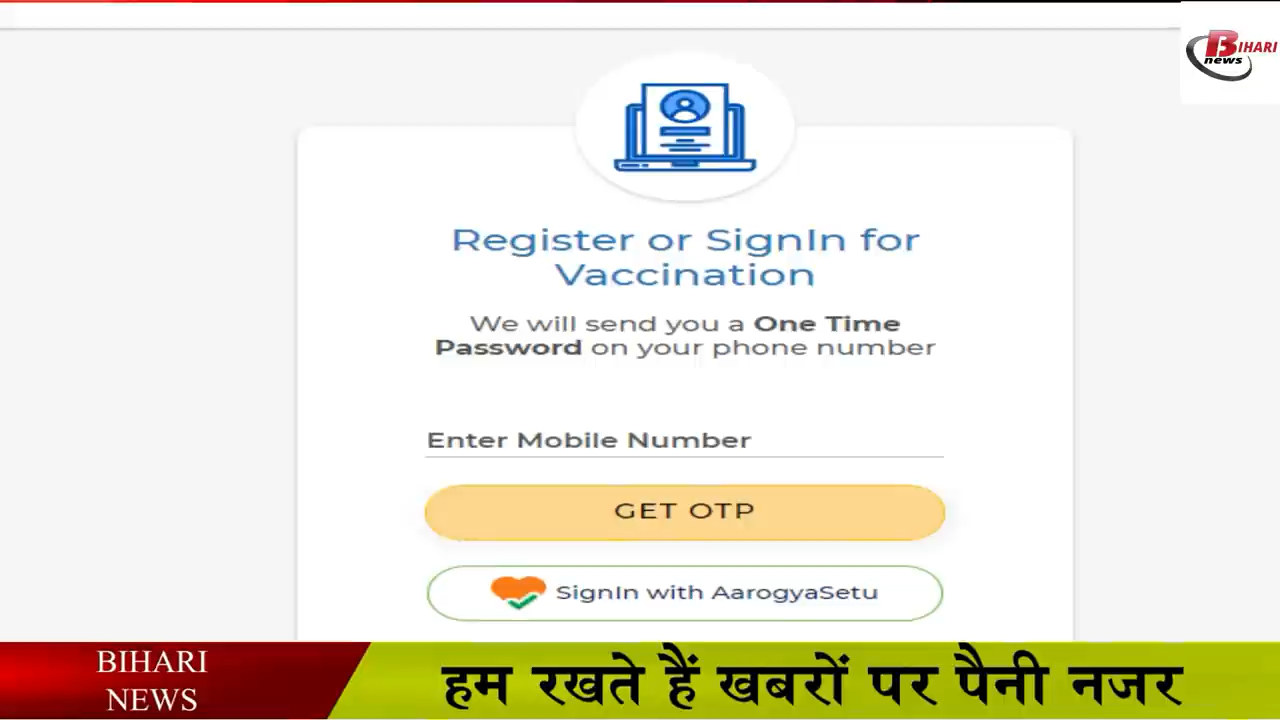 BIHARI
news
Register or SignIn for
Vaccination
We will send you a One Time
Password on your phone number
Enter Mobile Number
GET OTP
SignIn with AarogyaSetu
BIHARI
NEWS
हम रखते हैं खबरों पर पैनी नजर